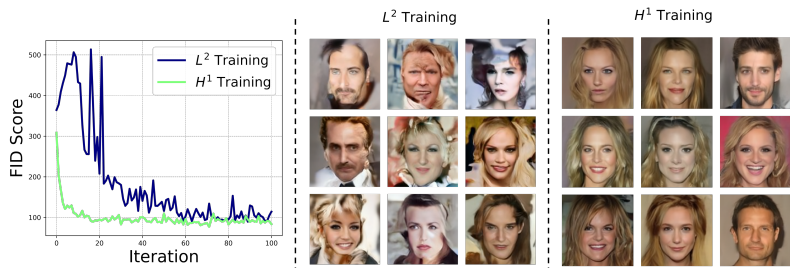 L² Training
H¹ Training
500
400
300
200
100
FID Score
L² Training
H¹ Training
0
20
40
60
80
100
Iteration